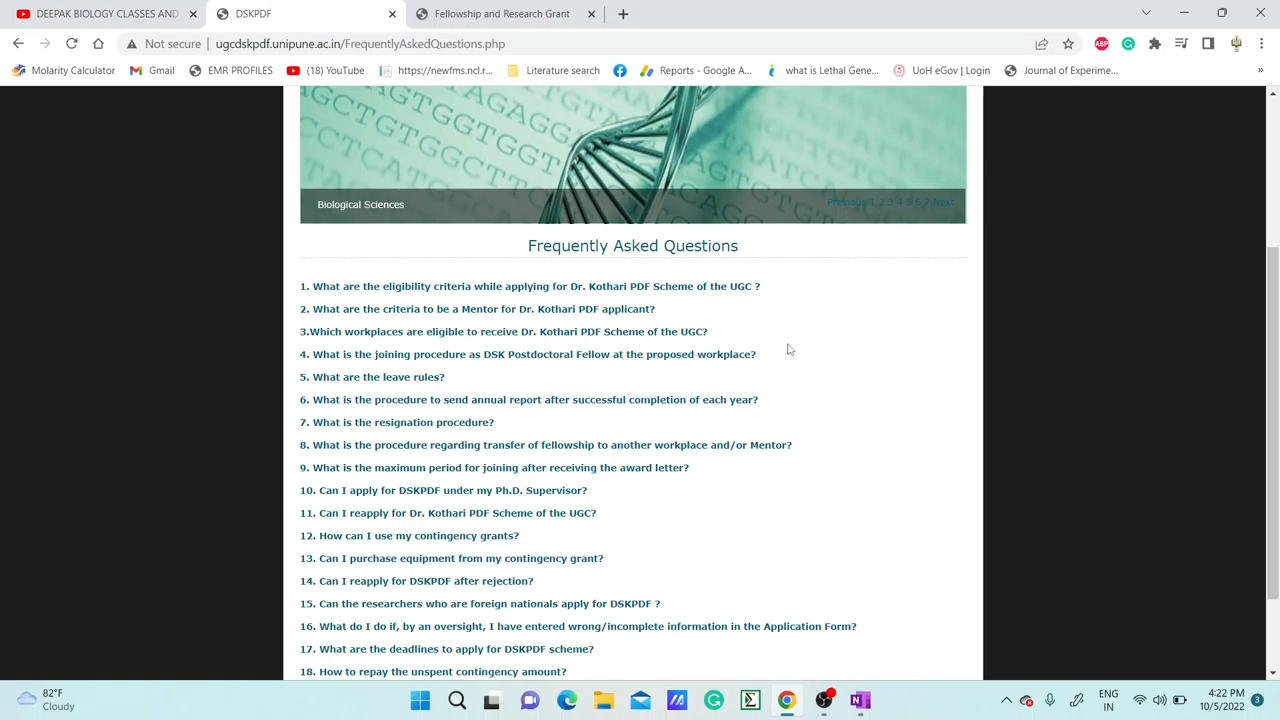 DEEPAK BIOLOGY CLASSES AND
DSKPDF
Fellowship and Research Grant
Not secure
ugcdskpdf.unipune.ac.in/FrequentlyAskedQuestions.php
Molarity Calculator
Gmail
EMR PROFILES
(18) YouTube
https://newfms.ncl.r...
Literature search
Reports - Google A...
what is Lethal Gene...
UoH eGov | Login
Journal of Experime...
Biological Sciences
Previous 1 2 3 4 5 6 7 Next
Frequently Asked Questions
1. What are the eligibility criteria while applying for Dr. Kothari PDF Scheme of the UGC ?
2. What are the criteria to be a Mentor for Dr. Kothari PDF applicant?
3.Which workplaces are eligible to receive Dr. Kothari PDF Scheme of the UGC?
4. What is the joining procedure as DSK Postdoctoral Fellow at the proposed workplace?
5. What are the leave rules?
6. What is the procedure to send annual report after successful completion of each year?
7. What is the resignation procedure?
8. What is the procedure regarding transfer of fellowship to another workplace and/or Mentor?
9. What is the maximum period for joining after receiving the award letter?
10. Can I apply for DSKPDF under my Ph.D. Supervisor?
11. Can I reapply for Dr. Kothari PDF Scheme of the UGC?
12. How can I use my contingency grants?
13. Can I purchase equipment from my contingency grant?
14. Can I reapply for DSKPDF after rejection?
15. Can the researchers who are foreign nationals apply for DSKPDF ?
16. What do I do if, by an oversight, I have entered wrong/incomplete information in the Application Form?
17. What are the deadlines to apply for DSKPDF scheme?
18. How to repay the unspent contingency amount?
82°F
Cloudy
ENG
IN
4:22 PM
10/5/2022
3